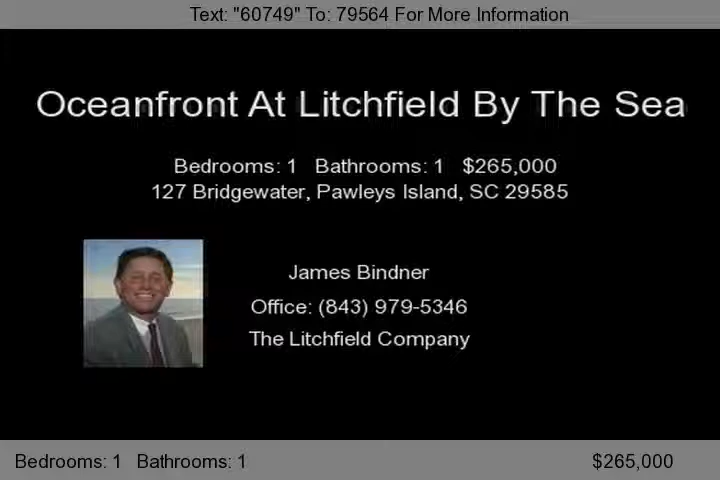 Text: "60749" To: 79564 For More Information
Oceanfront At Litchfield By The Sea
Bedrooms: 1 Bathrooms: 1 $265,000
127 Bridgewater, Pawleys Island, SC 29585
James Bindner
Office: (843) 979-5346
The Litchfield Company
Bedrooms: 1 Bathrooms: 1 $265,000